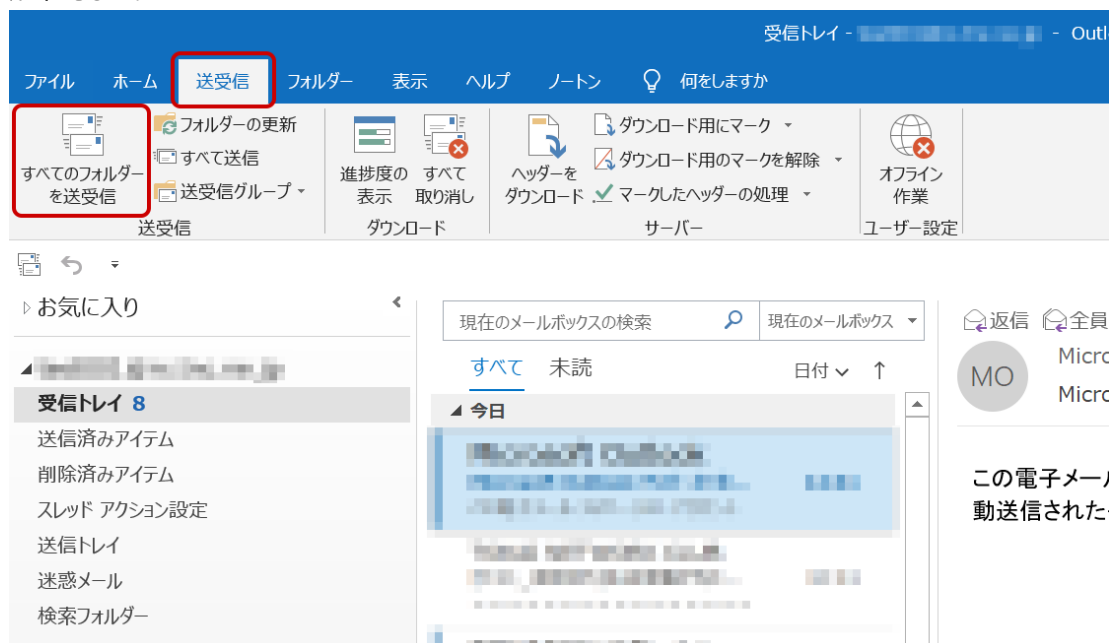 受信トレイ - - Outl
ファイル ホーム 送受信 フォルダー 表示 ヘルプ ノートン 何をしますか
すべてのフォルダー
を送受信
フォルダーの更新
すべて送信
送受信グループ
送受信
進捗度の
表示
すべて
取り消し
ダウンロード
ヘッダーを
ダウンロード
ダウンロード用にマーク
ダウンロード用のマークを解除
マークしたヘッダーの処理
サーバー
オフライン
作業
ユーザー設定
お気に入り
受信トレイ 8
送信済みアイテム
削除済みアイテム
スレッド アクション設定
送信トレイ
迷惑メール
検索フォルダー
現在のメールボックスの検索 現在のメールボックス
すべて 未読 日付
今日
返信 全員
MO
Micro
Micro
この電子メール
動送信された